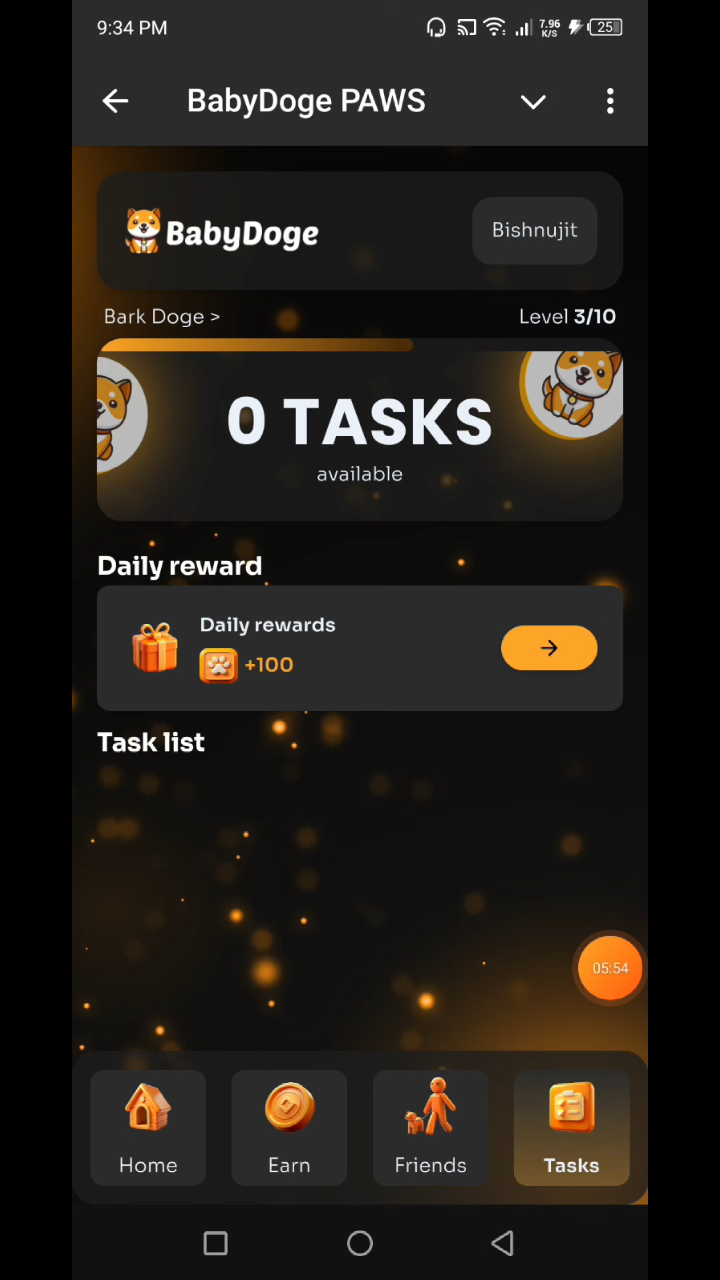 9:34 PM 7.96 K/S 25
BabyDoge PAWS
BabyDoge Bishnujit
Bark Doge > Level 3/10
0 TASKS
available
Daily reward
Daily rewards
+100
Task list
05:54
Home Earn Friends Tasks